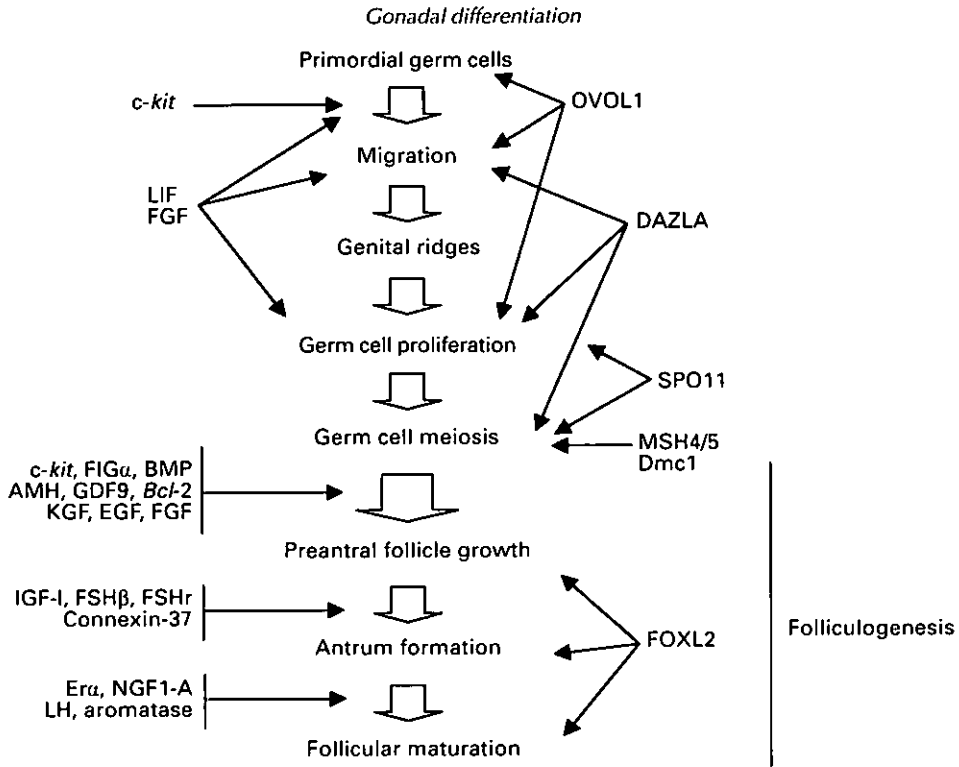 Gonadal differentiation
Primordial germ cells
c-kit
OVOL1
Migration
LIF
FGF
DAZLA
Genital ridges
Germ cell proliferation
SPO11
Germ cell meiosis
MSH4/5
Dmc1
c-kit, FIGα, BMP
AMH, GDF9, Bcl-2
KGF, EGF, FGF
Preantral follicle growth
IGF-I, FSHβ, FSHr
Connexin-37
Antrum formation
FOXL2
Folliculogenesis
Erα, NGF1-A
LH, aromatase
Follicular maturation